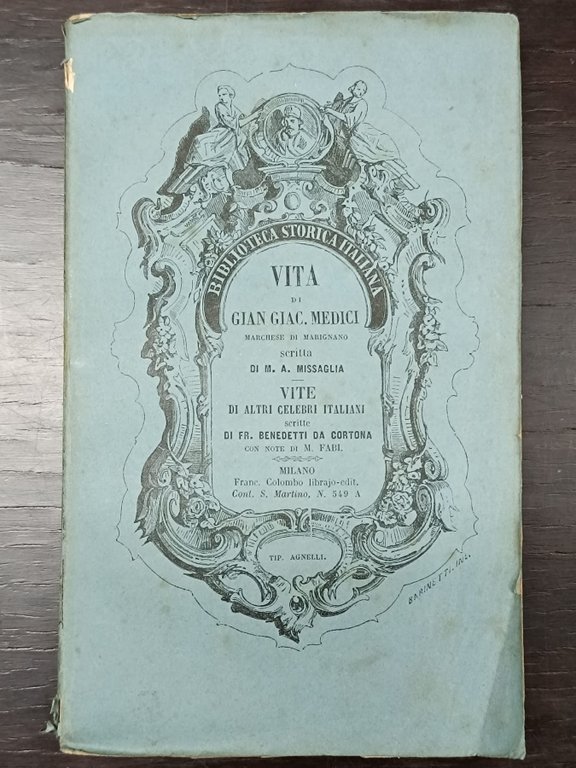 BIBLIOTECA STORICA ITALIANA
VITA
DI
GIAN GIAC. MEDICI
MARCHESE DI MARIGNANO
scritta
DI M. A. MISSAGLIA
VITE
DI ALTRI CELEBRI ITALIANI
scritte
DI FR. BENEDETTI DA CORTONA
CON NOTE DI M. FABI.
MILANO
Franc. Colombo librajo-edit.
Cont. S. Martino, N. 549 A
TIP. AGNELLI.
BARINETTI. INC.